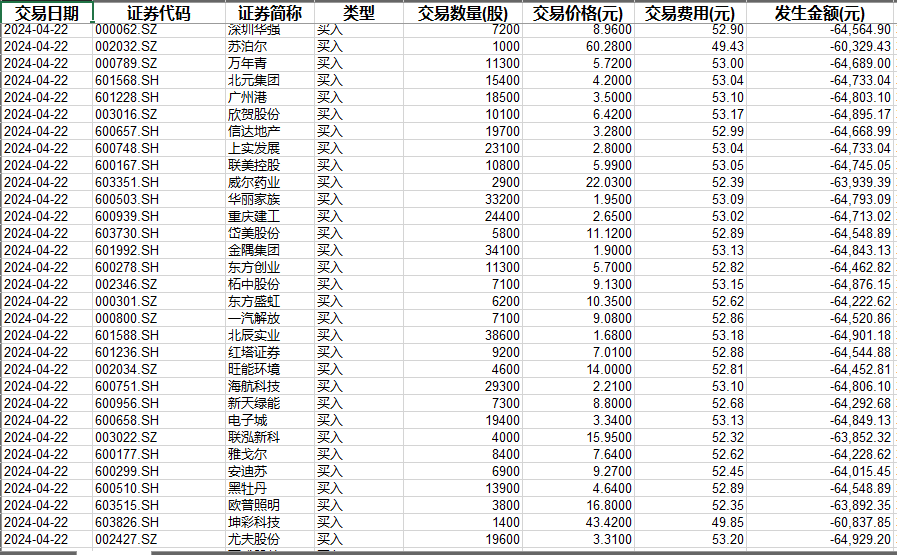 交易日期 证券代码 证券简称 类型 交易数量(股) 交易价格(元) 交易费用(元) 发生金额(元)
2024-04-22 000062.SZ 深圳华强 买入 7200 8.9600 52.90 -64,564.90
2024-04-22 002032.SZ 苏泊尔 买入 1000 60.2800 49.43 -60,329.43
2024-04-22 000789.SZ 万年青 买入 11300 5.7200 53.00 -64,689.00
2024-04-22 601568.SH 北元集团 买入 15400 4.2000 53.04 -64,733.04
2024-04-22 601228.SH 广州港 买入 18500 3.5000 53.10 -64,803.10
2024-04-22 003016.SZ 欣贺股份 买入 10100 6.4200 53.17 -64,895.17
2024-04-22 600657.SH 信达地产 买入 19700 3.2800 52.99 -64,668.99
2024-04-22 600748.SH 上实发展 买入 23100 2.8000 53.04 -64,733.04
2024-04-22 600167.SH 联美控股 买入 10800 5.9900 53.05 -64,745.05
2024-04-22 603351.SH 威尔药业 买入 2900 22.0300 52.39 -63,939.39
2024-04-22 600503.SH 华丽家族 买入 33200 1.9500 53.09 -64,793.09
2024-04-22 600939.SH 重庆建工 买入 24400 2.6500 53.02 -64,713.02
2024-04-22 603730.SH 岱美股份 买入 5800 11.1200 52.89 -64,548.89
2024-04-22 601992.SH 金隅集团 买入 34100 1.9000 53.13 -64,843.13
2024-04-22 600278.SH 东方创业 买入 11300 5.7000 52.82 -64,462.82
2024-04-22 002346.SZ 柘中股份 买入 7100 9.1300 53.15 -64,876.15
2024-04-22 000301.SZ 东方盛虹 买入 6200 10.3500 52.62 -64,222.62
2024-04-22 000800.SZ 一汽解放 买入 7100 9.0800 52.86 -64,520.86
2024-04-22 601588.SH 北辰实业 买入 38600 1.6800 53.18 -64,901.18
2024-04-22 601236.SH 红塔证券 买入 9200 7.0100 52.88 -64,544.88
2024-04-22 002034.SZ 旺能环境 买入 4600 14.0000 52.81 -64,452.81
2024-04-22 600751.SH 海航科技 买入 29300 2.2100 53.10 -64,806.10
2024-04-22 600956.SH 新天绿能 买入 7300 8.8000 52.68 -64,292.68
2024-04-22 600658.SH 电子城 买入 19400 3.3400 53.13 -64,849.13
2024-04-22 003022.SZ 联泓新科 买入 4000 15.9500 52.32 -63,852.32
2024-04-22 600177.SH 雅戈尔 买入 8400 7.6400 52.62 -64,228.62
2024-04-22 600299.SH 安迪苏 买入 6900 9.2700 52.45 -64,015.45
2024-04-22 600510.SH 黑牡丹 买入 13900 4.6400 52.89 -64,548.89
2024-04-22 603515.SH 欧普照明 买入 3800 16.8000 52.35 -63,892.35
2024-04-22 603826.SH 坤彩科技 买入 1400 43.4200 49.85 -60,837.85
2024-04-22 002427.SZ 尤夫股份 买入 19600 3.3100 53.20 -64,929.20